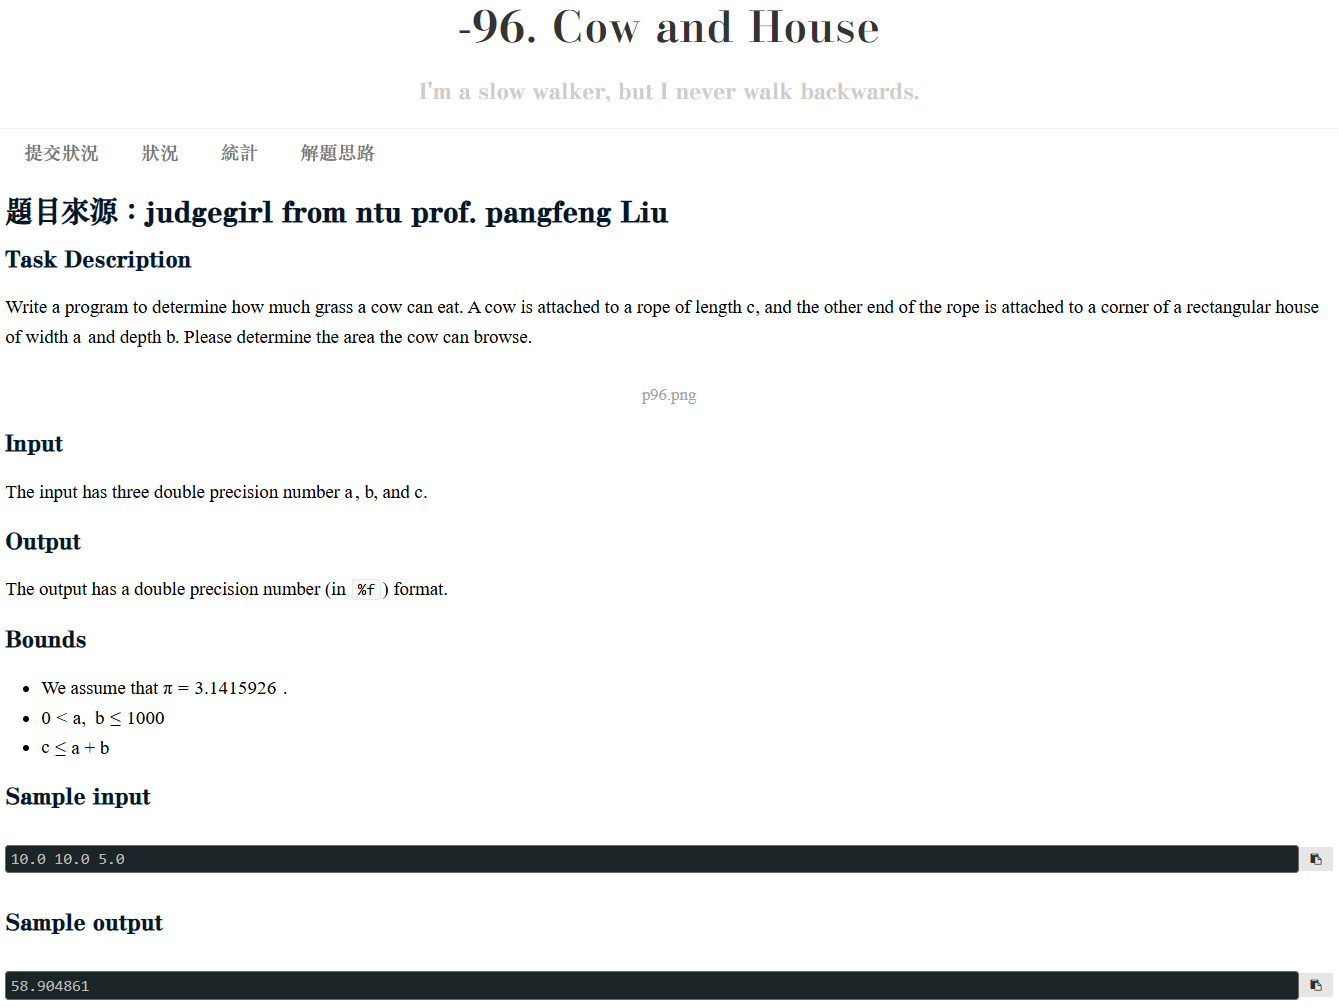 -96. Cow and House
I'm a slow walker, but I never walk backwards.
提交狀況 狀況 統計 解題思路
題目來源：judgegirl from ntu prof. pangfeng Liu
Task Description
Write a program to determine how much grass a cow can eat. A cow is attached to a rope of length c, and the other end of the rope is attached to a corner of a rectangular house
of width a and depth b. Please determine the area the cow can browse.
p96.png
Input
The input has three double precision number a, b, and c.
Output
The output has a double precision number (in %f ) format.
Bounds
• We assume that π = 3.1415926 .
• 0 < a, b ≤ 1000
• c ≤ a + b
Sample input
10.0 10.0 5.0
Sample output
58.904861